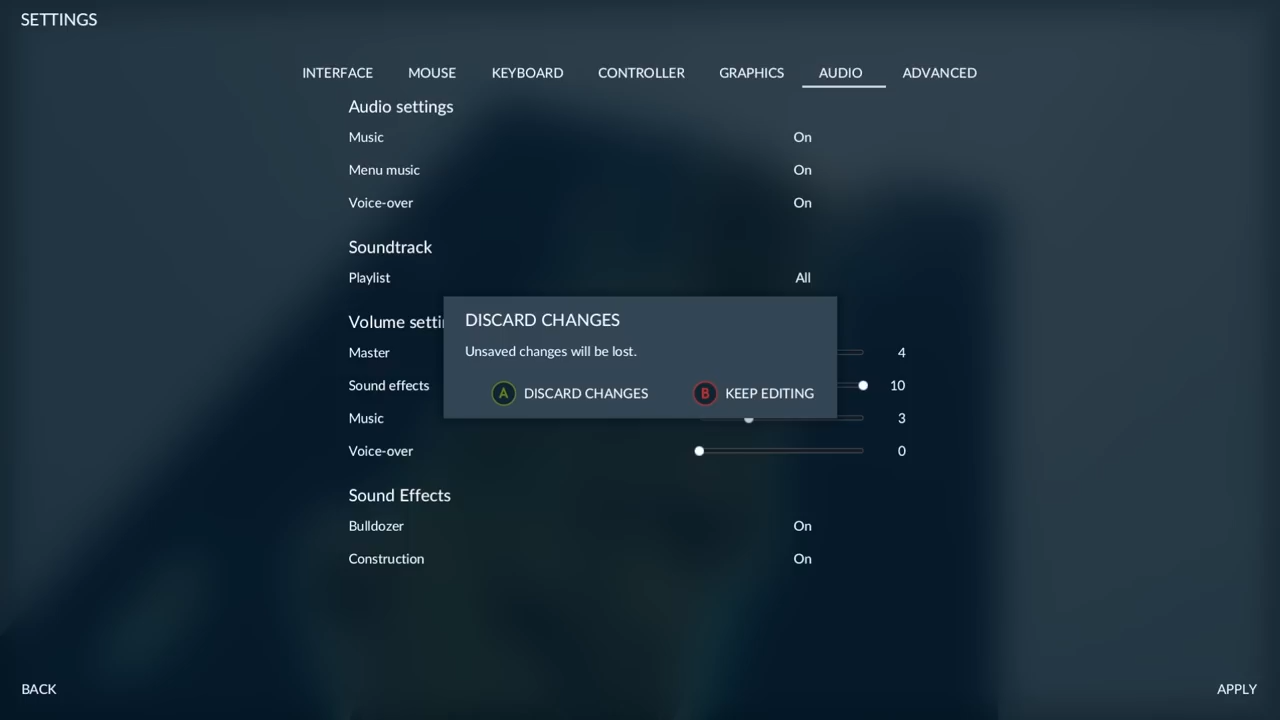 SETTINGS
INTERFACE MOUSE KEYBOARD CONTROLLER GRAPHICS AUDIO ADVANCED
Audio settings
Music On
Menu music On
Voice-over On
Soundtrack
Playlist All
Volume
DISCARD CHANGES
Unsaved changes will be lost.
A DISCARD CHANGES B KEEP EDITING
Master 4
Sound effects 10
Music 3
Voice-over 0
Sound Effects
Bulldozer On
Construction On
BACK APPLY